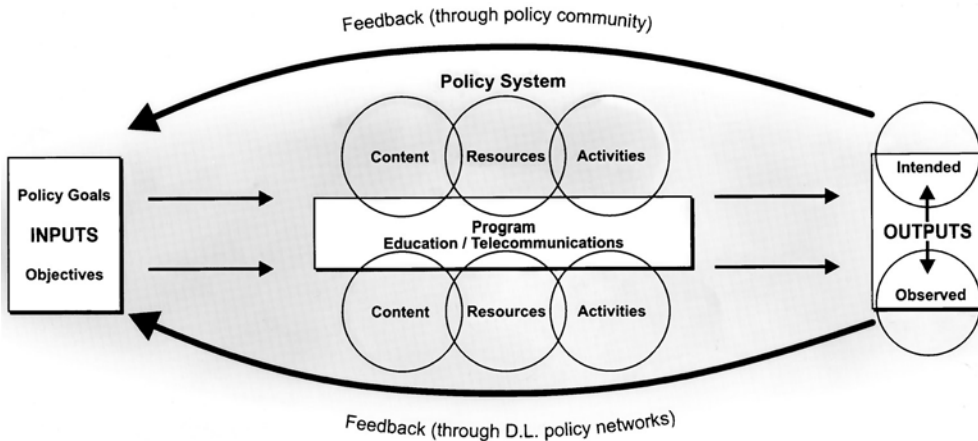 Feedback (through policy community)
Policy System
Content Resources Activities
Policy Goals
INPUTS
Objectives
Program
Education / Telecommunications
Intended
OUTPUTS
Observed
Content Resources Activities
Feedback (through D.L. policy networks)